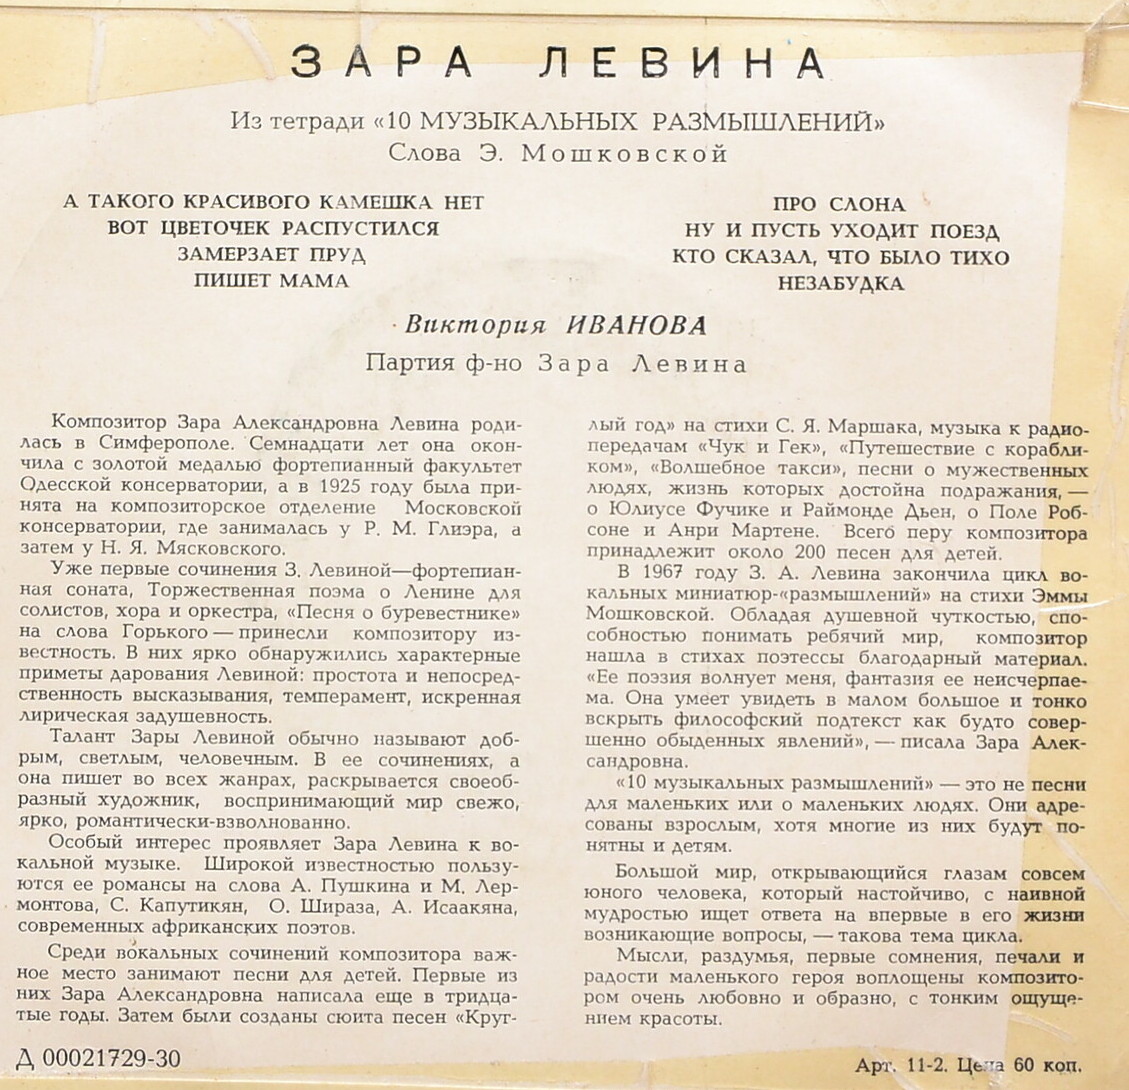 ЗАРА ЛЕВИНА
Из тетради «10 МУЗЫКАЛЬНЫХ РАЗМЫШЛЕНИЙ»
Слова Э. Мошковской
А ТАКОГО КРАСИВОГО КАМЕШКА НЕТ
ВОТ ЦВЕТОЧЕК РАСПУСТИЛСЯ
ЗАМЕРЗАЕТ ПРУД
ПИШЕТ МАМА
ПРО СЛОНА
НУ И ПУСТЬ УХОДИТ ПОЕЗД
КТО СКАЗАЛ, ЧТО БЫЛО ТИХО
НЕЗАБУДКА
Виктория ИВАНОВА
Партия ф-но Зара Левина
Композитор Зара Александровна Левина роди-
лась в Симферополе. Семнадцати лет она окон-
чила с золотой медалью фортепианный факультет
Одесской консерватории, а в 1925 году была при-
нята на композиторское отделение Московской
консерватории, где занималась у Р. М. Глиэра, а
затем у Н. Я. Мясковского.
Уже первые сочинения З. Левиной—фортепиан-
ная соната, Торжественная поэма о Ленине для
солистов, хора и оркестра, «Песня о буревестнике»
на слова Горького — принесли композитору из-
вестность. В них ярко обнаружились характерные
приметы дарования Левиной: простота и непосред-
ственность высказывания, темперамент, искренная
лирическая задушевность.
Талант Зары Левиной обычно называют доб-
рым, светлым, человечным. В ее сочинениях, а
она пишет во всех жанрах, раскрывается своеоб-
разный художник, воспринимающий мир свежо,
ярко, романтически-взволнованно.
Особый интерес проявляет Зара Левина к во-
кальной музыке. Широкой известностью пользу-
ются ее романсы на слова А. Пушкина и М. Лер-
монтова, С. Капутикян, О. Шираза, А. Исаакяна,
современных африканских поэтов.
Среди вокальных сочинений композитора важ-
ное место занимают песни для детей. Первые из
них Зара Александровна написала еще в тридца-
тые годы. Затем были созданы сюита песен «Круг-
лый год» на стихи С. Я. Маршака, музыка к радио-
передачам «Чук и Гек», «Путешествие с корабли-
ком», «Волшебное такси», песни о мужественных
людях, жизнь которых достойна подражания, —
о Юлиусе Фучике и Раймонде Дьен, о Поле Роб-
соне и Анри Мартене. Всего перу композитора
принадлежит около 200 песен для детей.
В 1967 году З. А. Левина закончила цикл во-
кальных миниатюр-«размышлений» на стихи Эммы
Мошковской. Обладая душевной чуткостью, спо-
собностью понимать ребячий мир, композитор
нашла в стихах поэтессы благодарный материал.
«Ее поэзия волнует меня, фантазия ее неисчерпае-
ма. Она умеет увидеть в малом большое и тонко
вскрыть философский подтекст как будто совер-
шенно обыденных явлений», — писала Зара Алек-
сандровна.
«10 музыкальных размышлений» — это не песни
для маленьких или о маленьких людях. Они адре-
сованы взрослым, хотя многие из них будут по-
нятны и детям.
Большой мир, открывающийся глазам совсем
юного человека, который настойчиво, с наивной
мудростью ищет ответа на впервые в его жизни
возникающие вопросы, — такова тема цикла.
Мысли, раздумья, первые сомнения, печали и
радости маленького героя воплощены композито-
ром очень любовно и образно, с тонким ощуще-
нием красоты.
Д 00021729-30
Арт. 11-2. Цена 60 коп.